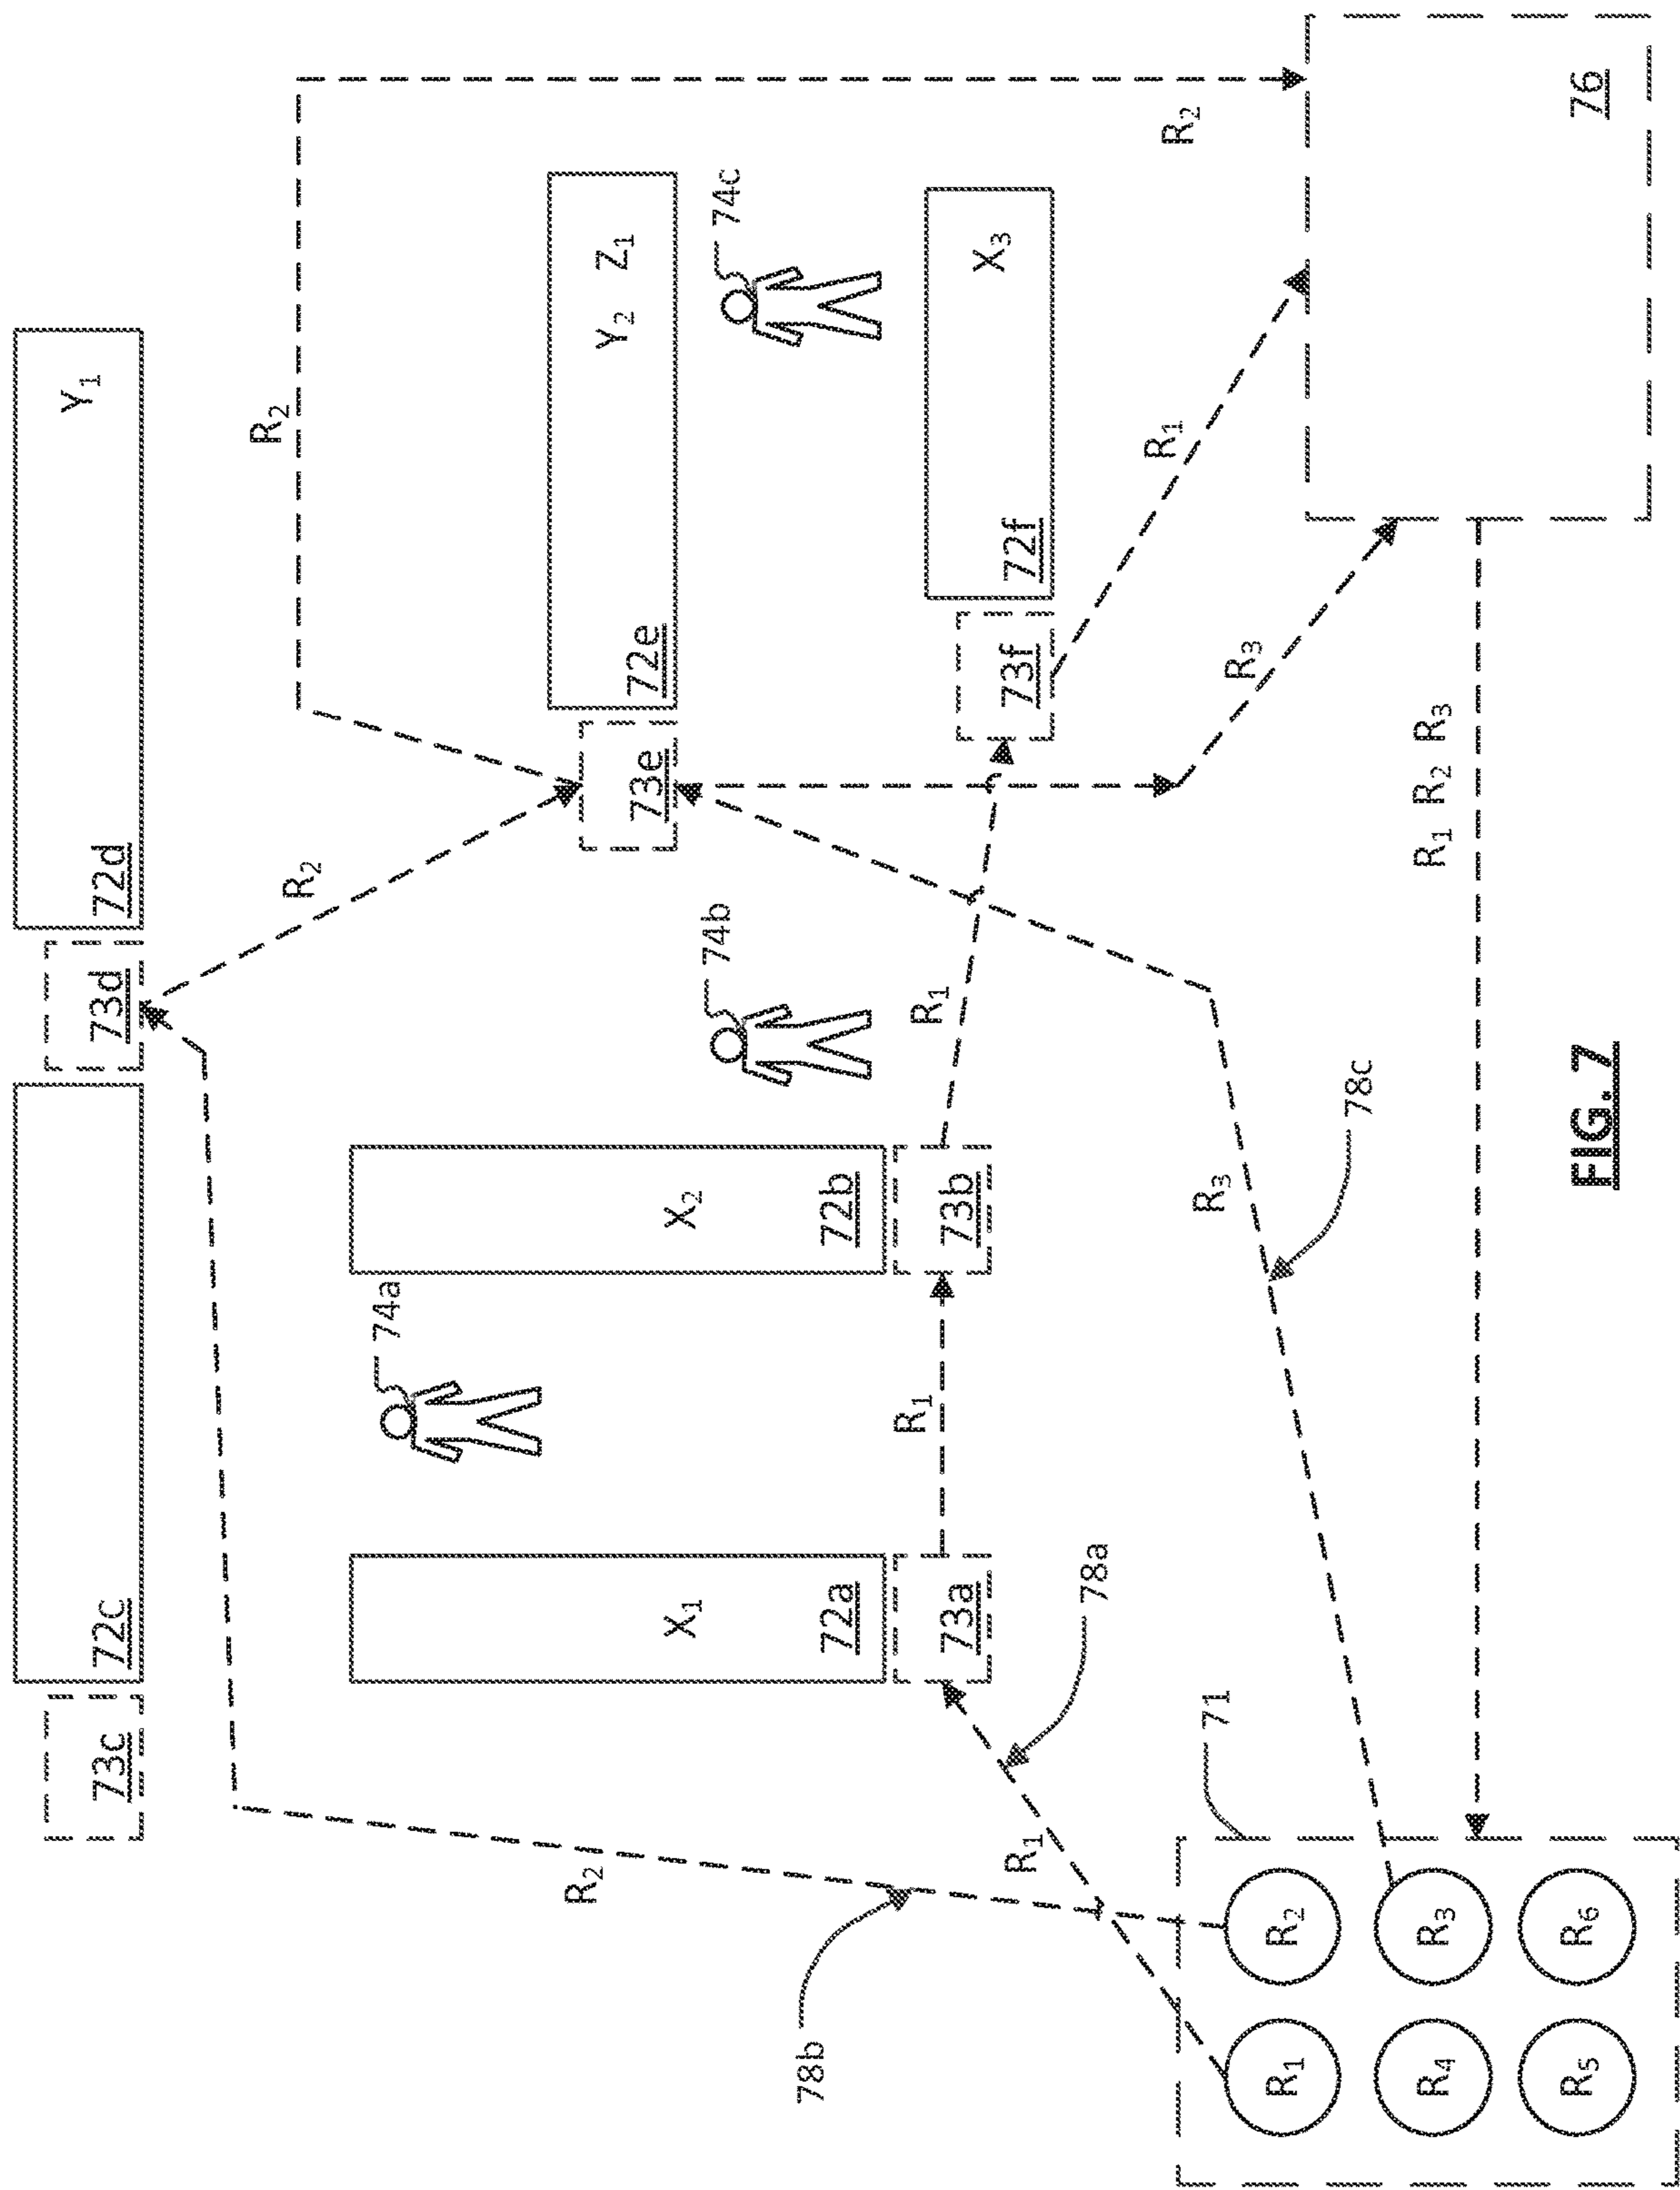 Y₁
73c
72c
73d
72d
R₂
R₂
74a
R₂
Y₂ Z₁
73e
72e
X₁
X₂
74b
74c
78b
72a
72b
R₁
R₁
73a
73b
X₃
73f
72f
R₁
78a
R₁
R₂
R₃
71
R₃
R₁
R₂
78c
R₄
R₃
R₁ R₂ R₃
R₅
R₆
76
FIG. 7